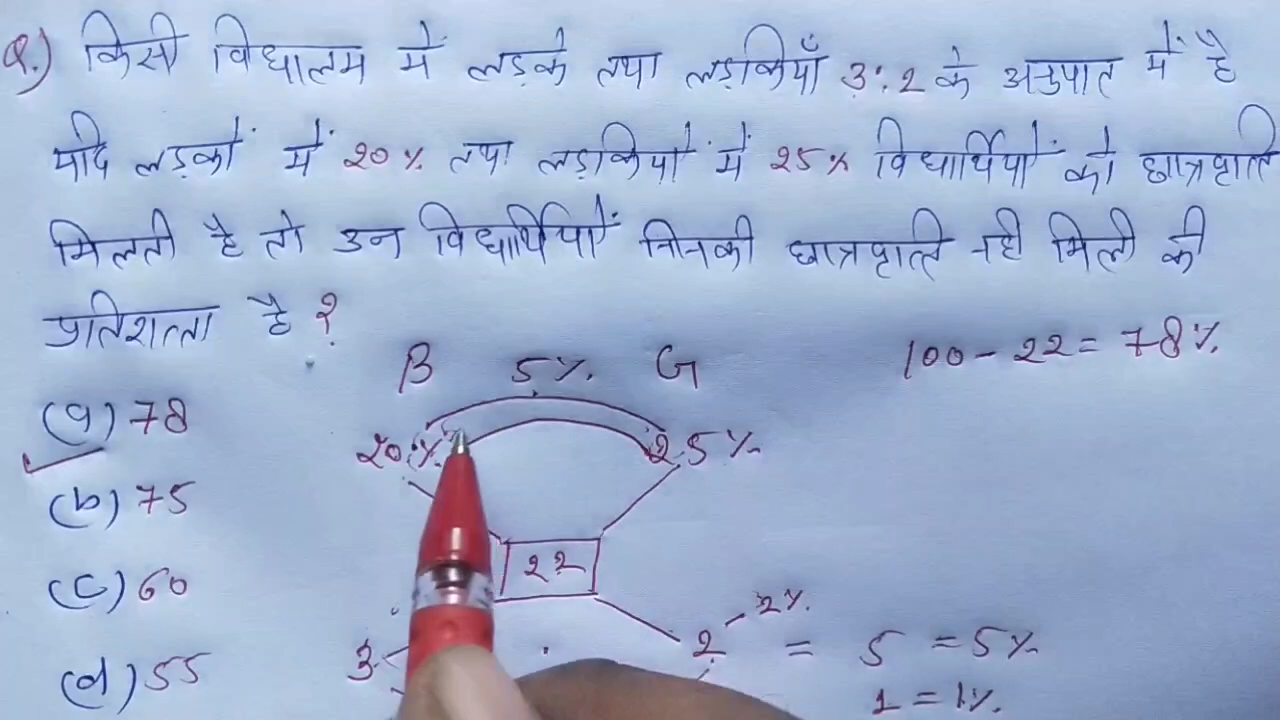 Q.) किसी विधालय में लड़के तथा लड़कियाँ 3:2 के अनुपात में है
यदि लड़कों में 20% तथा लड़कियों में 25% विधार्थियों को छात्रवृत्ति
मिलती है तो उन विधार्थियों जिनकी छात्रवृत्ति नही मिली की
प्रतिशतता है ?
B 5% G 100 - 22 = 78%
(a) 78
20% 25%
(b) 75
22
(c) 60
2%
3 2 = 5 = 5%
(d) 55
1 = 1%